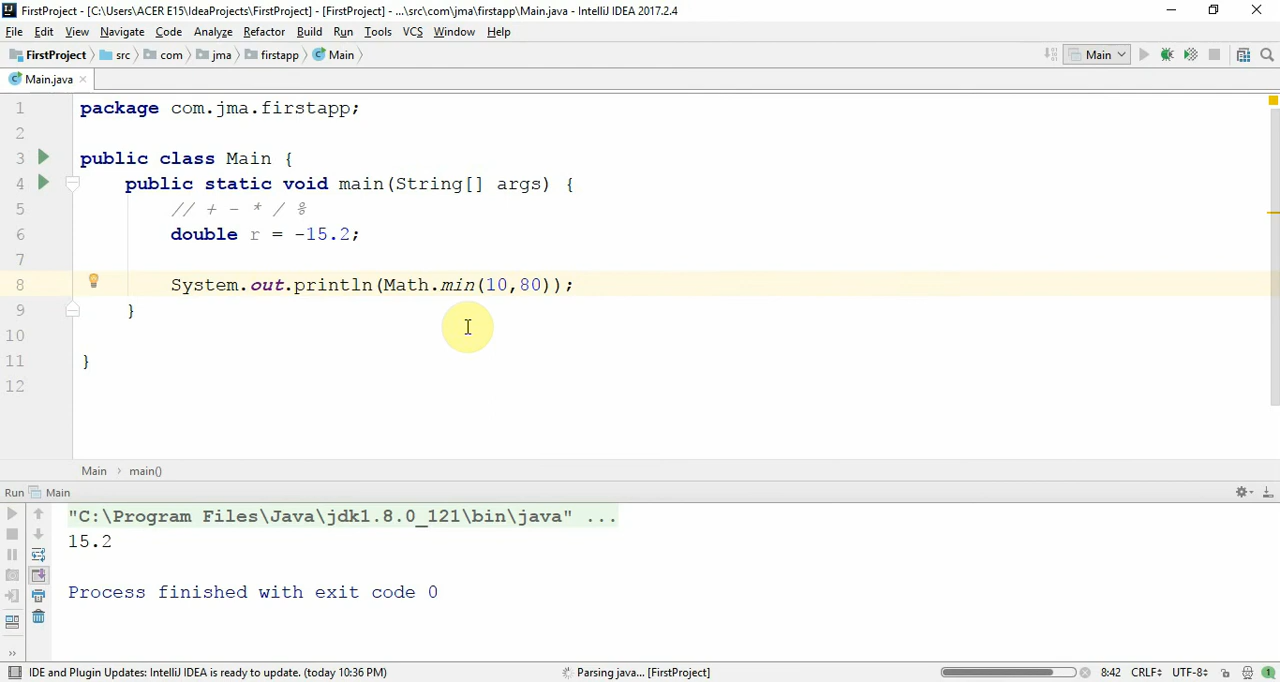 FirstProject - [C:\Users\ACER E15\IdeaProjects\FirstProject] - [FirstProject] - ...\src\com\jma\firstapp\Main.java - IntelliJ IDEA 2017.2.4
File Edit View Navigate Code Analyze Refactor Build Run Tools VCS Window Help
FirstProject src com jma firstapp Main Main
Main.java
1 package com.jma.firstapp;
2
3 public class Main {
4 public static void main(String[] args) {
5 // + - * / %
6 double r = -15.2;
7
8 System.out.println(Math.min(10,80));
9 }
10
11 }
12
Main main()
Run Main
"C:\Program Files\Java\jdk1.8.0_121\bin\java" ...
15.2
Process finished with exit code 0
IDE and Plugin Updates: IntelliJ IDEA is ready to update. (today 10:36 PM) Parsing java... [FirstProject] 8:42 CRLF UTF-8 1